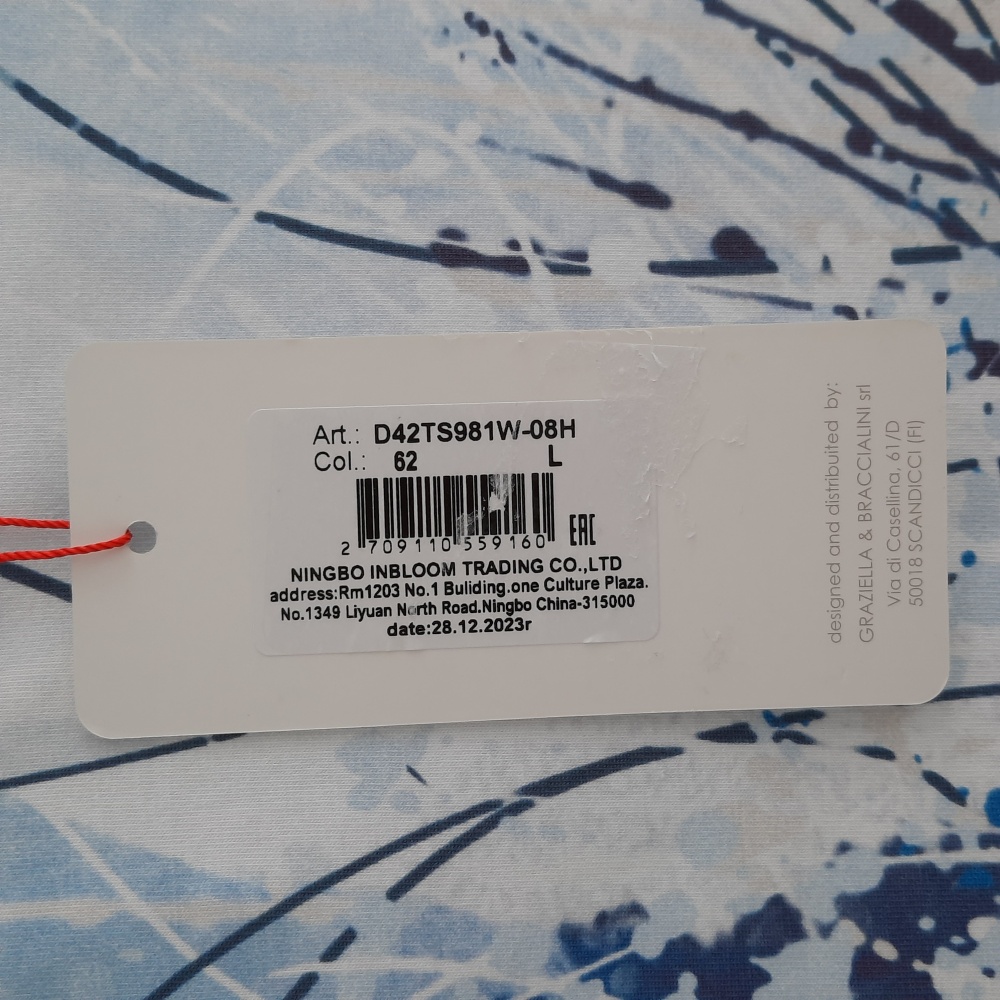 Art.: D42TS981W-08H
Col.: 62 L
2 709110 559160
EAC
NINGBO INBLOOM TRADING CO.,LTD
address:Rm1203 No.1 Buliding.one Culture Plaza.
No.1349 Liyuan North Road.Ningbo China-315000
date:28.12.2023r
designed and distribuited by:
GRAZIELLA & BRACCIALINI srl
Via di Casellina, 61/D
50018 SCANDICCI (FI)